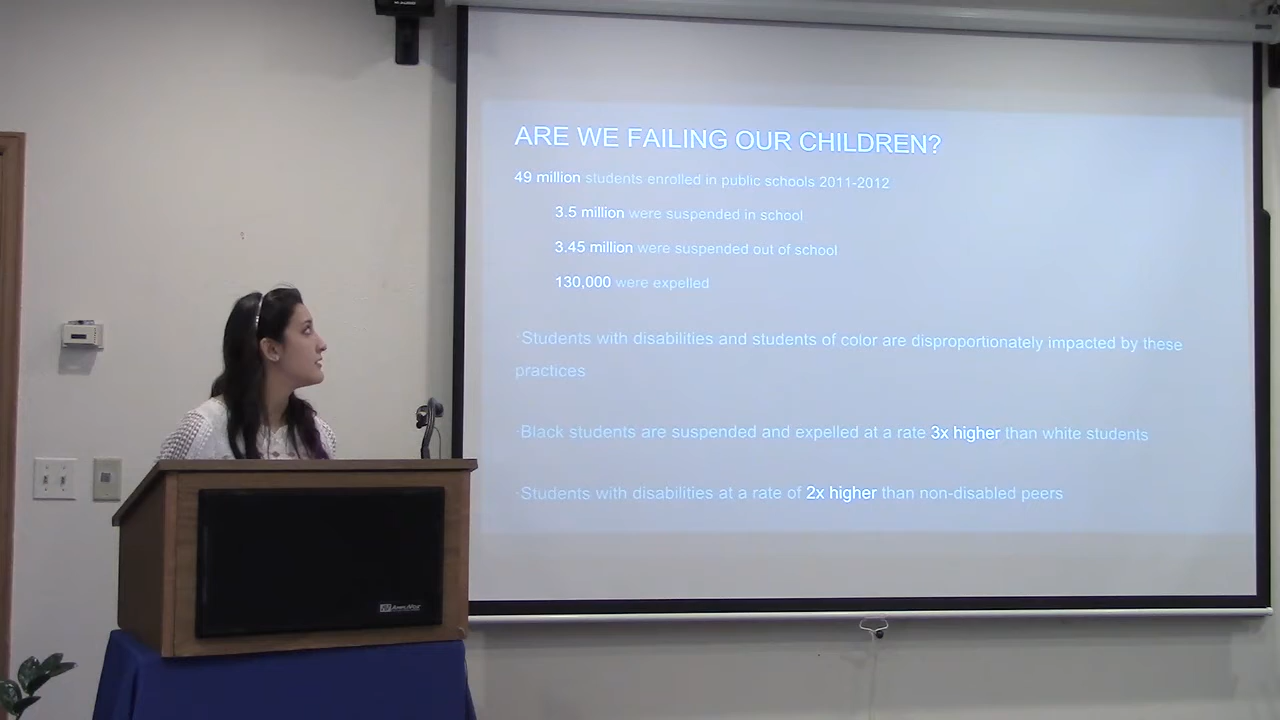 ARE WE FAILING OUR CHILDREN?
49 million students enrolled in public schools 2011-2012
3.5 million were suspended in school
3.45 million were suspended out of school
130,000 were expelled
·Students with disabilities and students of color are disproportionately impacted by these
practices
·Black students are suspended and expelled at a rate 3x higher than white students
·Students with disabilities at a rate of 2x higher than non-disabled peers
AmpliVox